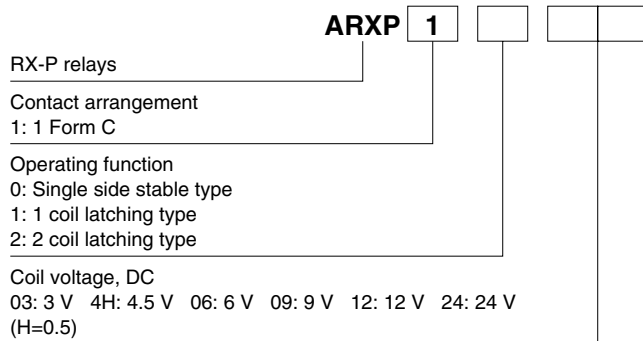 ARXP 1
RX-P relays
Contact arrangement
1: 1 Form C
Operating function
0: Single side stable type
1: 1 coil latching type
2: 2 coil latching type
Coil voltage, DC
03: 3 V 4H: 4.5 V 06: 6 V 09: 9 V 12: 12 V 24: 24 V
(H=0.5)